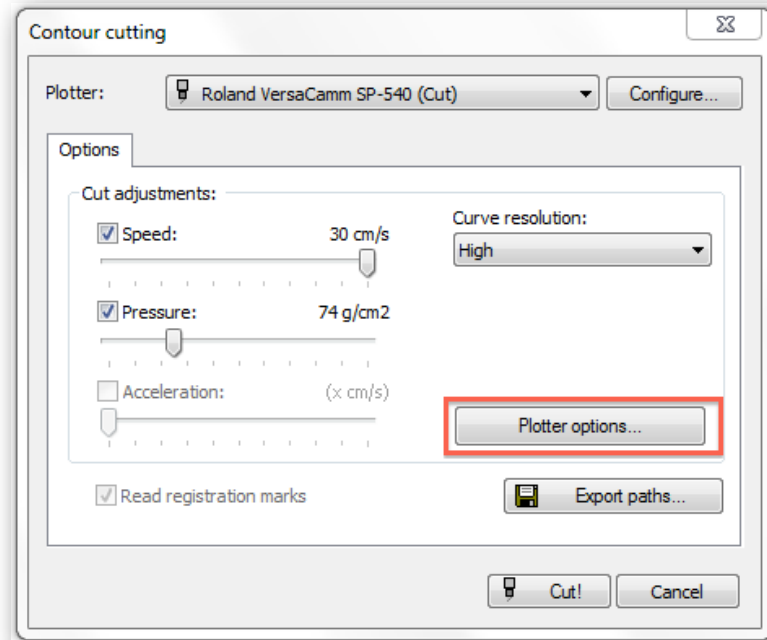 Contour cutting
Plotter: Roland VersaCamm SP-540 (Cut) Configure...
Options
Cut adjustments:
Speed: 30 cm/s
Curve resolution:
High
Pressure: 74 g/cm2
Acceleration: (x cm/s)
Plotter options...
Read registration marks
Export paths...
Cut! Cancel